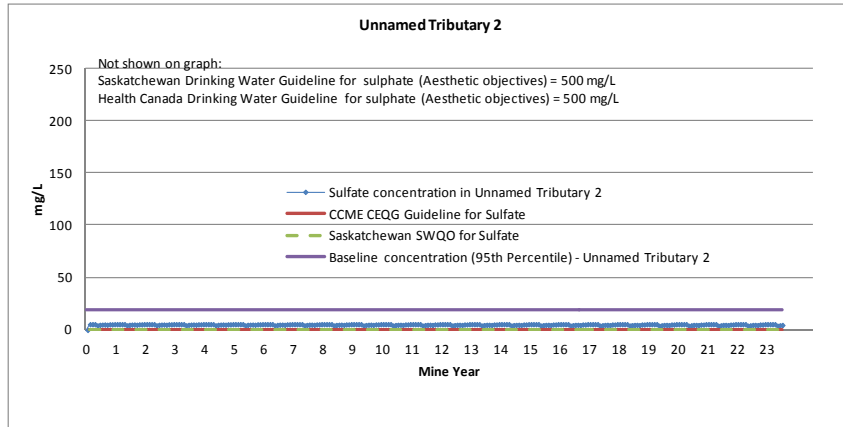 Unnamed Tributary 2
Not shown on graph:
Saskatchewan Drinking Water Guideline for sulphate (Aesthetic objectives) = 500 mg/L
Health Canada Drinking Water Guideline for sulphate (Aesthetic objectives) = 500 mg/L
250
200
150
100
50
0
mg/L
Sulfate concentration in Unnamed Tributary 2
CCME CEQG Guideline for Sulfate
Saskatchewan SWQO for Sulfate
Baseline concentration (95th Percentile) - Unnamed Tributary 2
0 1 2 3 4 5 6 7 8 9 10 11 12 13 14 15 16 17 18 19 20 21 22 23
Mine Year